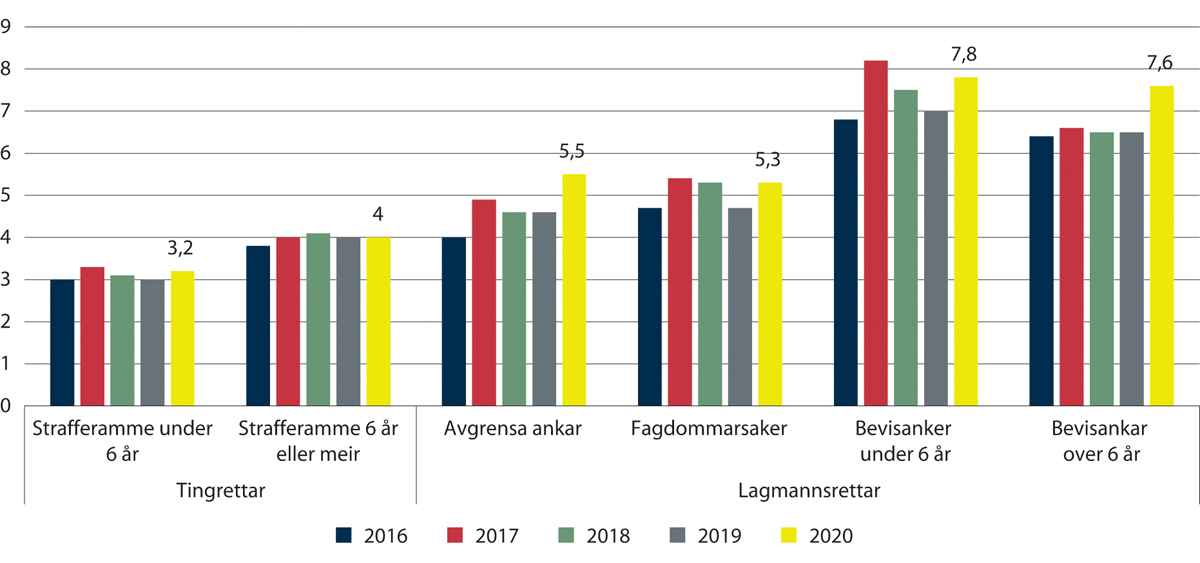 9
8
7
6
5
4
3
2
1
0
3,2
4
5,5
5,3
7,8
7,6
Strafferamme under
6 år
Strafferamme 6 år
eller meir
Avgrensa ankar
Fagdommarsaker
Bevisanker
under 6 år
Bevisankar
over 6 år
Tingrettar
Lagmannsrettar
2016
2017
2018
2019
2020